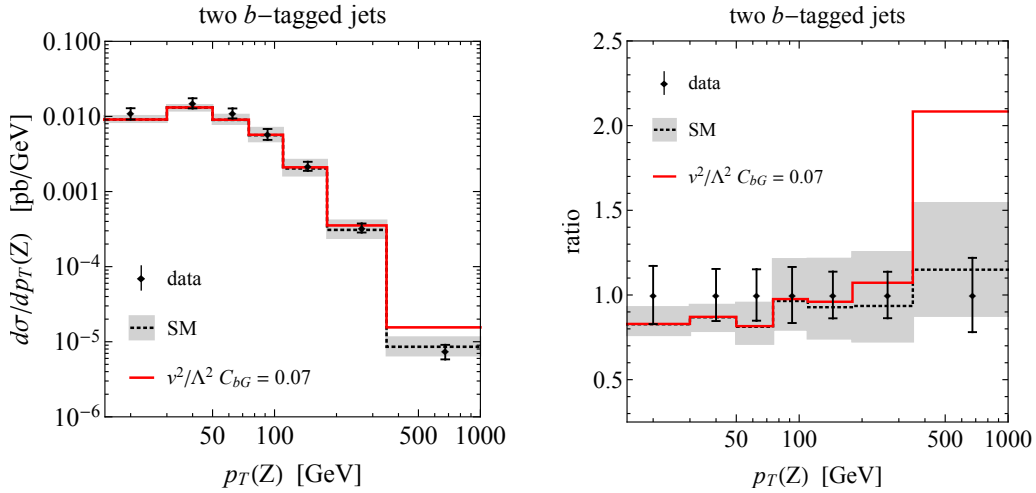 two b−tagged jets
0.100
0.010
0.001
10⁻⁴
10⁻⁵
10⁻⁶
dσ/dp_T(Z) [pb/GeV]
data
SM
v²/Λ² C_bG = 0.07
50 100 500 1000
p_T(Z) [GeV]
two b−tagged jets
2.5
2.0
1.5
1.0
0.5
ratio
data
SM
v²/Λ² C_bG = 0.07
50 100 500 1000
p_T(Z) [GeV]